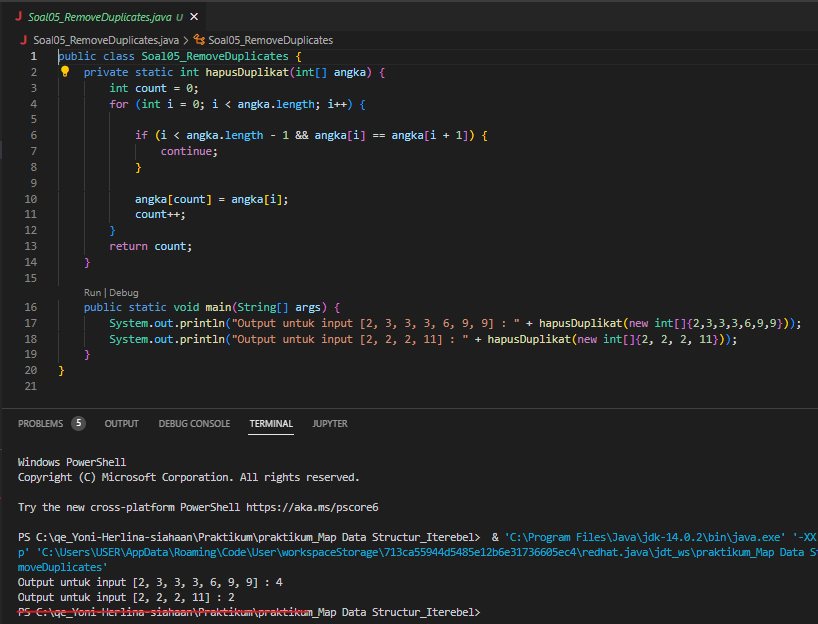 Soal05_RemoveDuplicates.java U ×
Soal05_RemoveDuplicates.java > Soal05_RemoveDuplicates
1 public class Soal05_RemoveDuplicates {
2 private static int hapusDuplikat(int[] angka) {
3 int count = 0;
4 for (int i = 0; i < angka.length; i++) {
5
6 if (i < angka.length - 1 && angka[i] == angka[i + 1]) {
7 continue;
8 }
9
10 angka[count] = angka[i];
11 count++;
12 }
13 return count;
14 }
15
Run | Debug
16 public static void main(String[] args) {
17 System.out.println("Output untuk input [2, 3, 3, 3, 6, 9, 9] : " + hapusDuplikat(new int[]{2,3,3,3,6,9,9}));
18 System.out.println("Output untuk input [2, 2, 2, 11] : " + hapusDuplikat(new int[]{2, 2, 2, 11}));
19 }
20 }
21
PROBLEMS 5 OUTPUT DEBUG CONSOLE TERMINAL JUPYTER
Windows PowerShell
Copyright (C) Microsoft Corporation. All rights reserved.
Try the new cross-platform PowerShell https://aka.ms/pscore6
PS C:\qe_Yoni-Herlina-siahaan\Praktikum\praktikum_Map Data Structur_Iterebel> & 'C:\Program Files\Java\jdk-14.0.2\bin\java.exe' '-XX
p' 'C:\Users\USER\AppData\Roaming\Code\User\workspaceStorage\713ca55944d5485e12b6e31736605ec4\redhat.java\jdt_ws\praktikum_Map Data S
moveDuplicates'
Output untuk input [2, 3, 3, 3, 6, 9, 9] : 4
Output untuk input [2, 2, 2, 11] : 2
PS C:\qe_Yoni-Herlina-siahaan\Praktikum\praktikum_Map Data Structur_Iterebel>